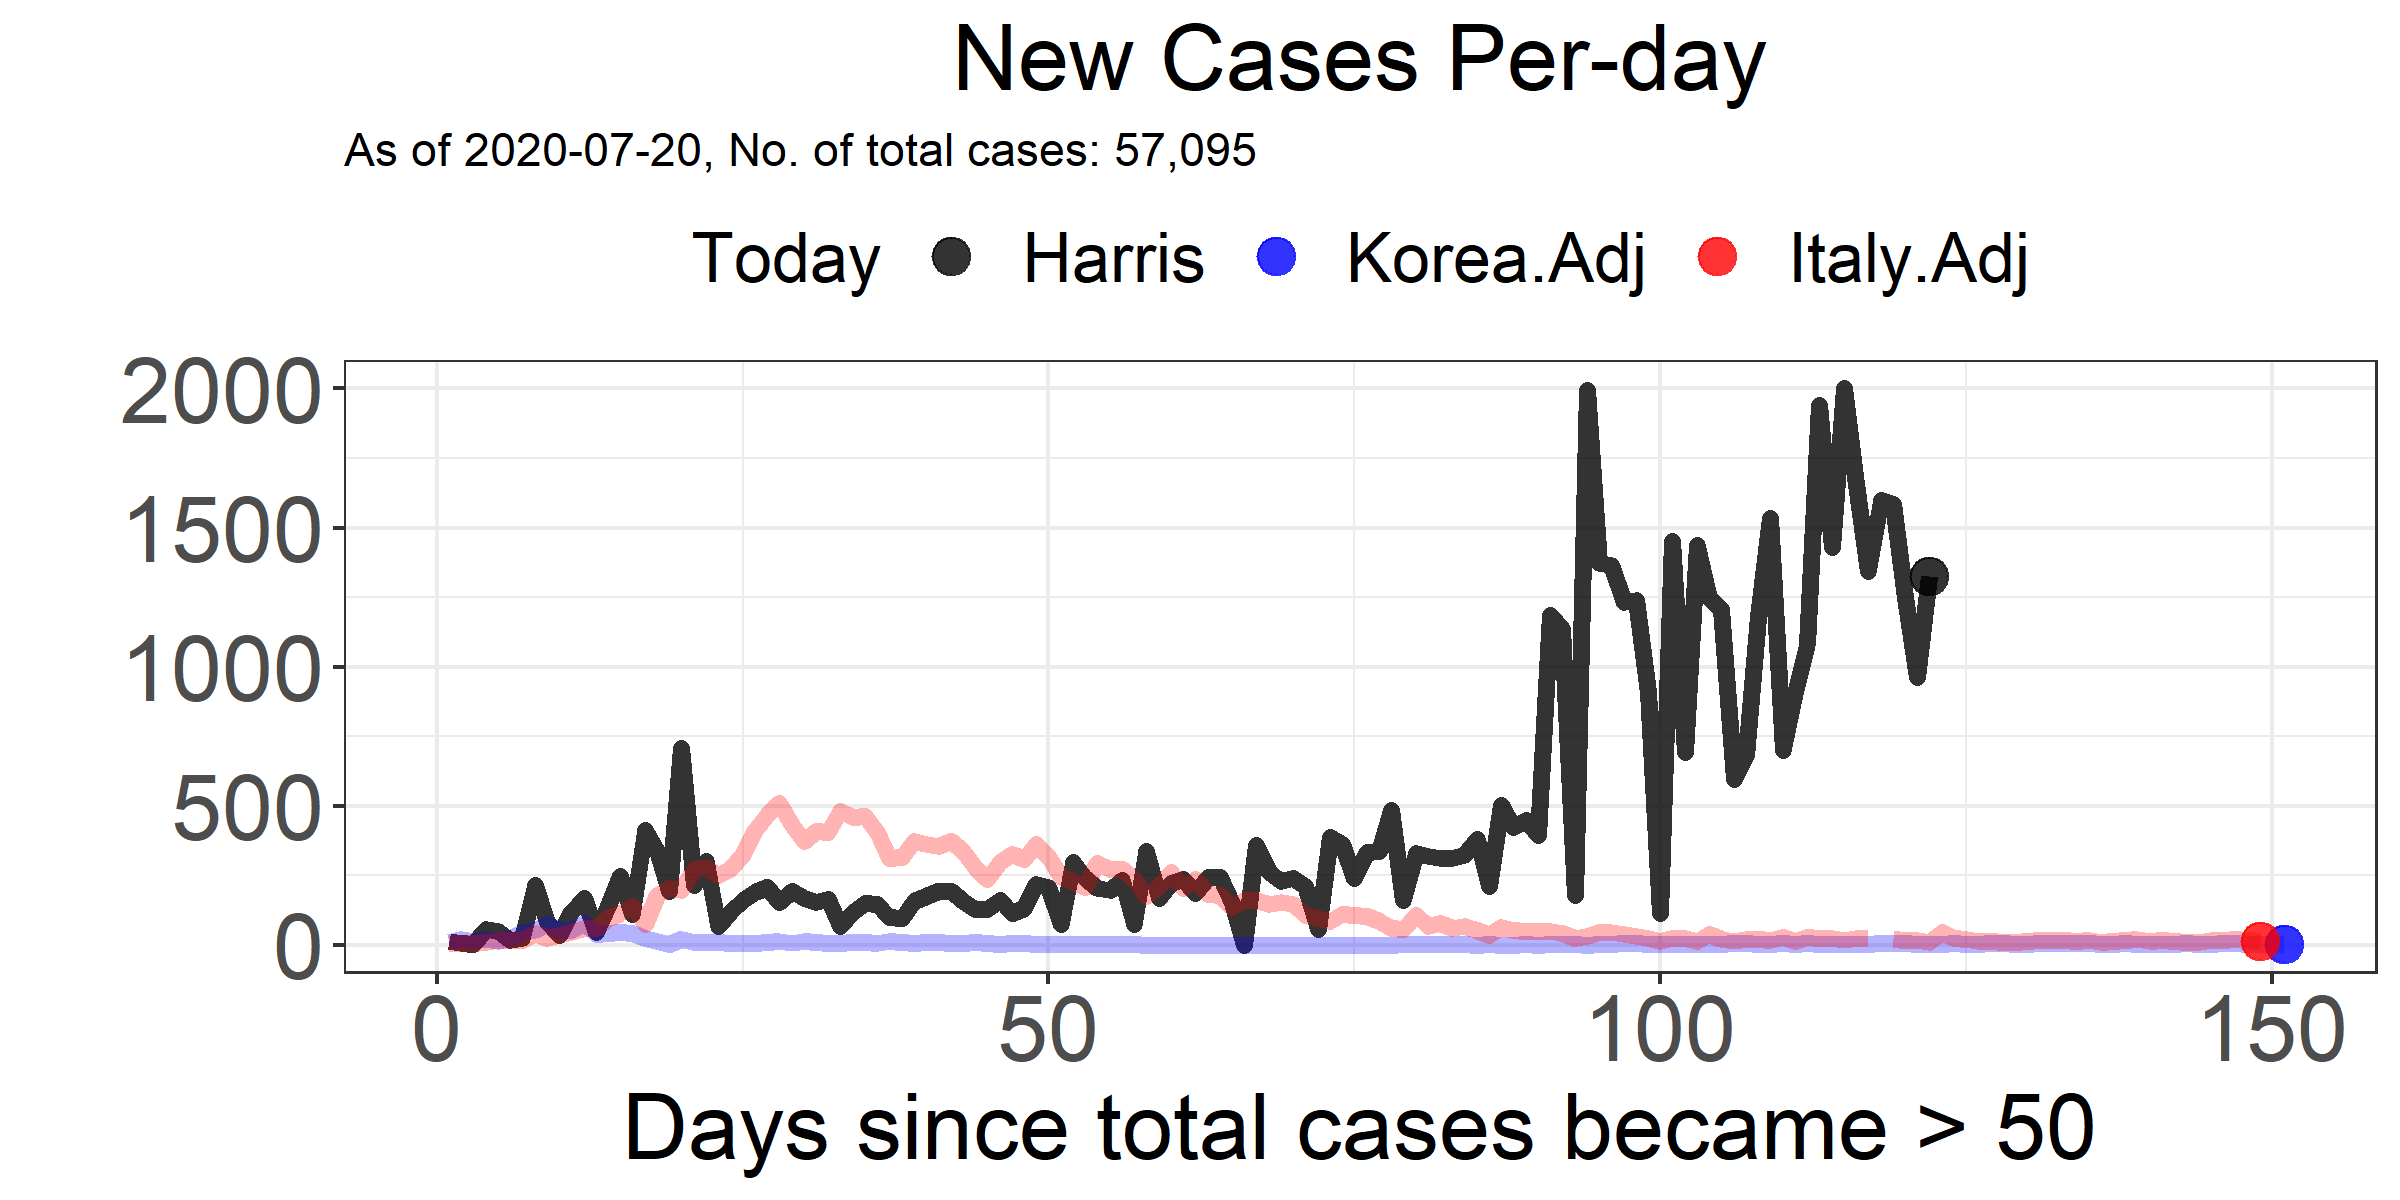 New Cases Per-day
As of 2020-07-20, No. of total cases: 57,095
Today Harris Korea.Adj Italy.Adj
2000
1500
1000
500
0
0 50 100 150
Days since total cases became > 50